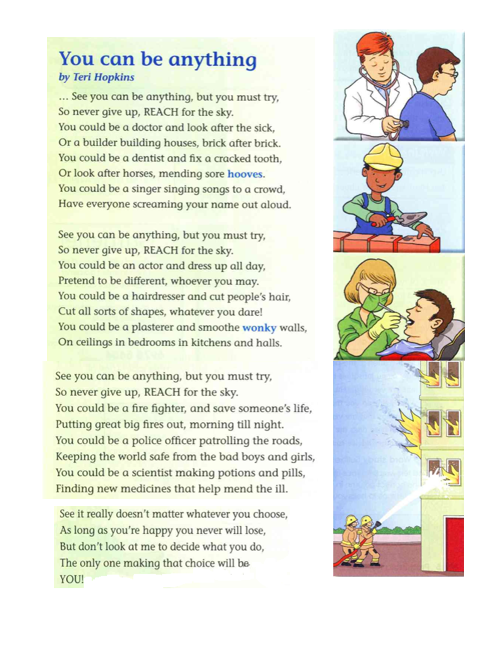 You can be anything
by Teri Hopkins
... See you can be anything, but you must try,
So never give up, REACH for the sky.
You could be a doctor and look after the sick,
Or a builder building houses, brick after brick.
You could be a dentist and fix a cracked tooth,
Or look after horses, mending sore hooves.
You could be a singer singing songs to a crowd,
Have everyone screaming your name out aloud.
See you can be anything, but you must try,
So never give up, REACH for the sky.
You could be an actor and dress up all day,
Pretend to be different, whoever you may.
You could be a hairdresser and cut people's hair,
Cut all sorts of shapes, whatever you dare!
You could be a plasterer and smoothe wonky walls,
On ceilings in bedrooms in kitchens and halls.
See you can be anything, but you must try,
So never give up, REACH for the sky.
You could be a fire fighter, and save someone's life,
Putting great big fires out, morning till night.
You could be a police officer patrolling the roads,
Keeping the world safe from the bad boys and girls,
You could be a scientist making potions and pills,
Finding new medicines that help mend the ill.
See it really doesn't matter whatever you choose,
As long as you're happy you never will lose,
But don't look at me to decide what you do,
The only one making that choice will be
YOU!